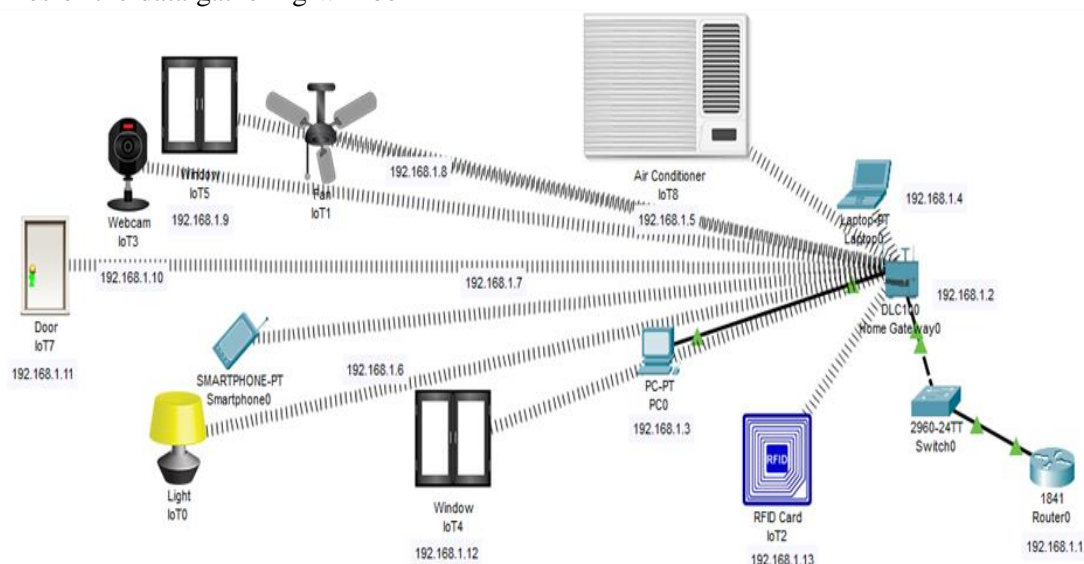 Window
IoT5
192.168.1.9
Webcam
IoT3
Fan
IoT1
192.168.1.8
Air Conditioner
IoT8
192.168.1.5
Laptop-PT
Laptop0
192.168.1.4
192.168.1.10
192.168.1.7
Door
IoT7
192.168.1.11
DLC100
Home Gateway0
192.168.1.2
SMARTPHONE-PT
Smartphone0
192.168.1.6
PC-PT
PC0
192.168.1.3
2960-24TT
Switch0
Light
IoT0
Window
IoT4
192.168.1.12
RFID
RFID Card
IoT2
192.168.1.13
1841
Router0
192.168.1.1